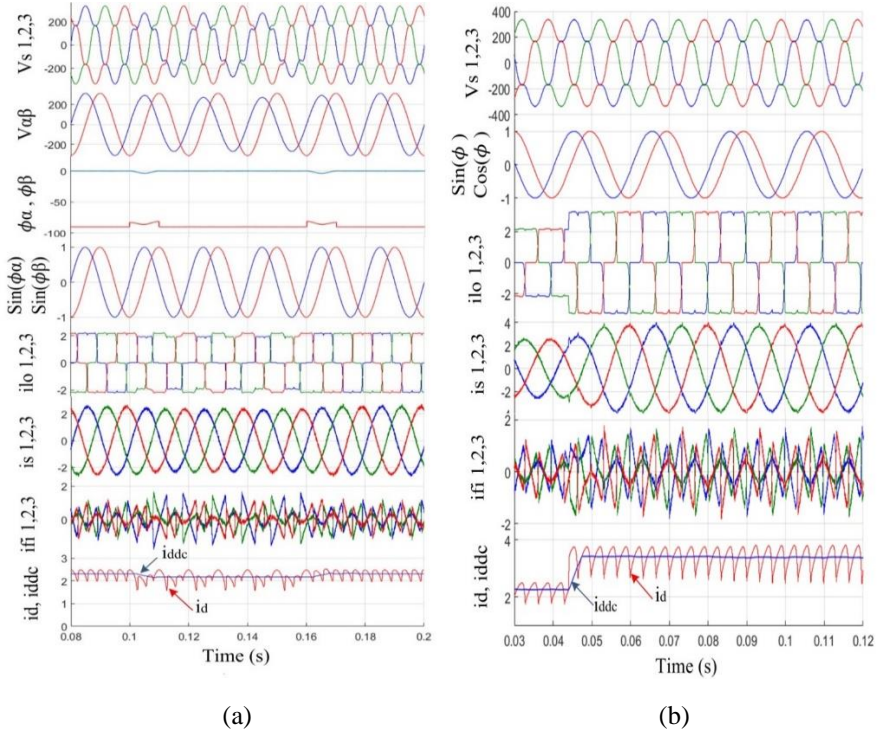 Vs 1,2,3
200
0
-200
Vαβ
200
0
-200
ϕα , ϕβ
0
-50
-100
Sin(ϕα)
Sin(ϕβ)
1
0
-1
ilo 1,2,3
2
0
-2
is 1,2,3
2
0
-2
ifi 1,2,3
2
0
id, iddc
3
2
1
0
iddc
id
0.08 0.1 0.12 0.14 0.16 0.18 0.2
Time (s)
(a)
Vs 1,2,3
400
200
0
-200
-400
Sin(ϕ)
Cos(ϕ)
1
0
-1
ilo 1,2,3
2
0
-2
is 1,2,3
4
2
0
-2
ifi 1,2,3
2
0
-2
id, iddc
4
2
iddc
id
0.03 0.04 0.05 0.06 0.07 0.08 0.09 0.1 0.11 0.12
Time (s)
(b)